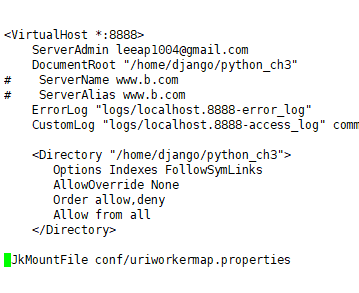 <VirtualHost *:8888>
    ServerAdmin leeap1004@gmail.com
    DocumentRoot "/home/django/python_ch3"
#    ServerName www.b.com
#    ServerAlias www.b.com
    ErrorLog "logs/localhost.8888-error_log"
    CustomLog "logs/localhost.8888-access_log" comm
    <Directory "/home/django/python_ch3">
       Options Indexes FollowSymLinks
       AllowOverride None
       Order allow,deny
       Allow from all
    </Directory>
JkMountFile conf/uriworkermap.properties